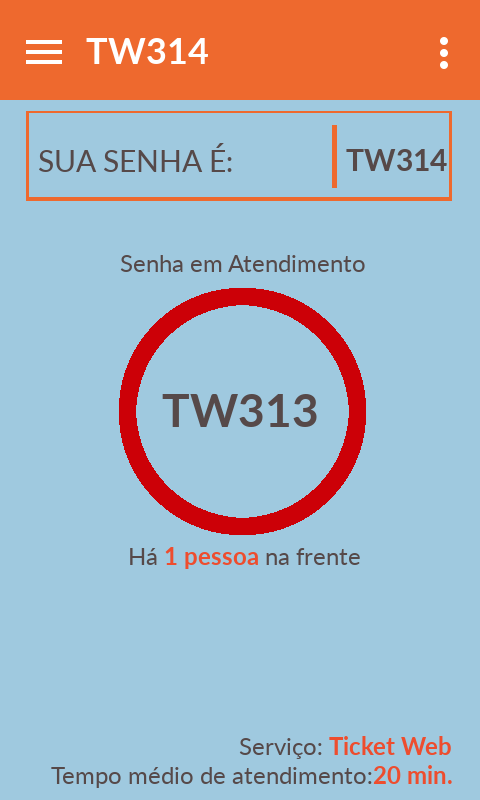 TW314
SUA SENHA É: TW314
Senha em Atendimento
TW313
Há 1 pessoa na frente
Serviço: Ticket Web
Tempo médio de atendimento:20 min.